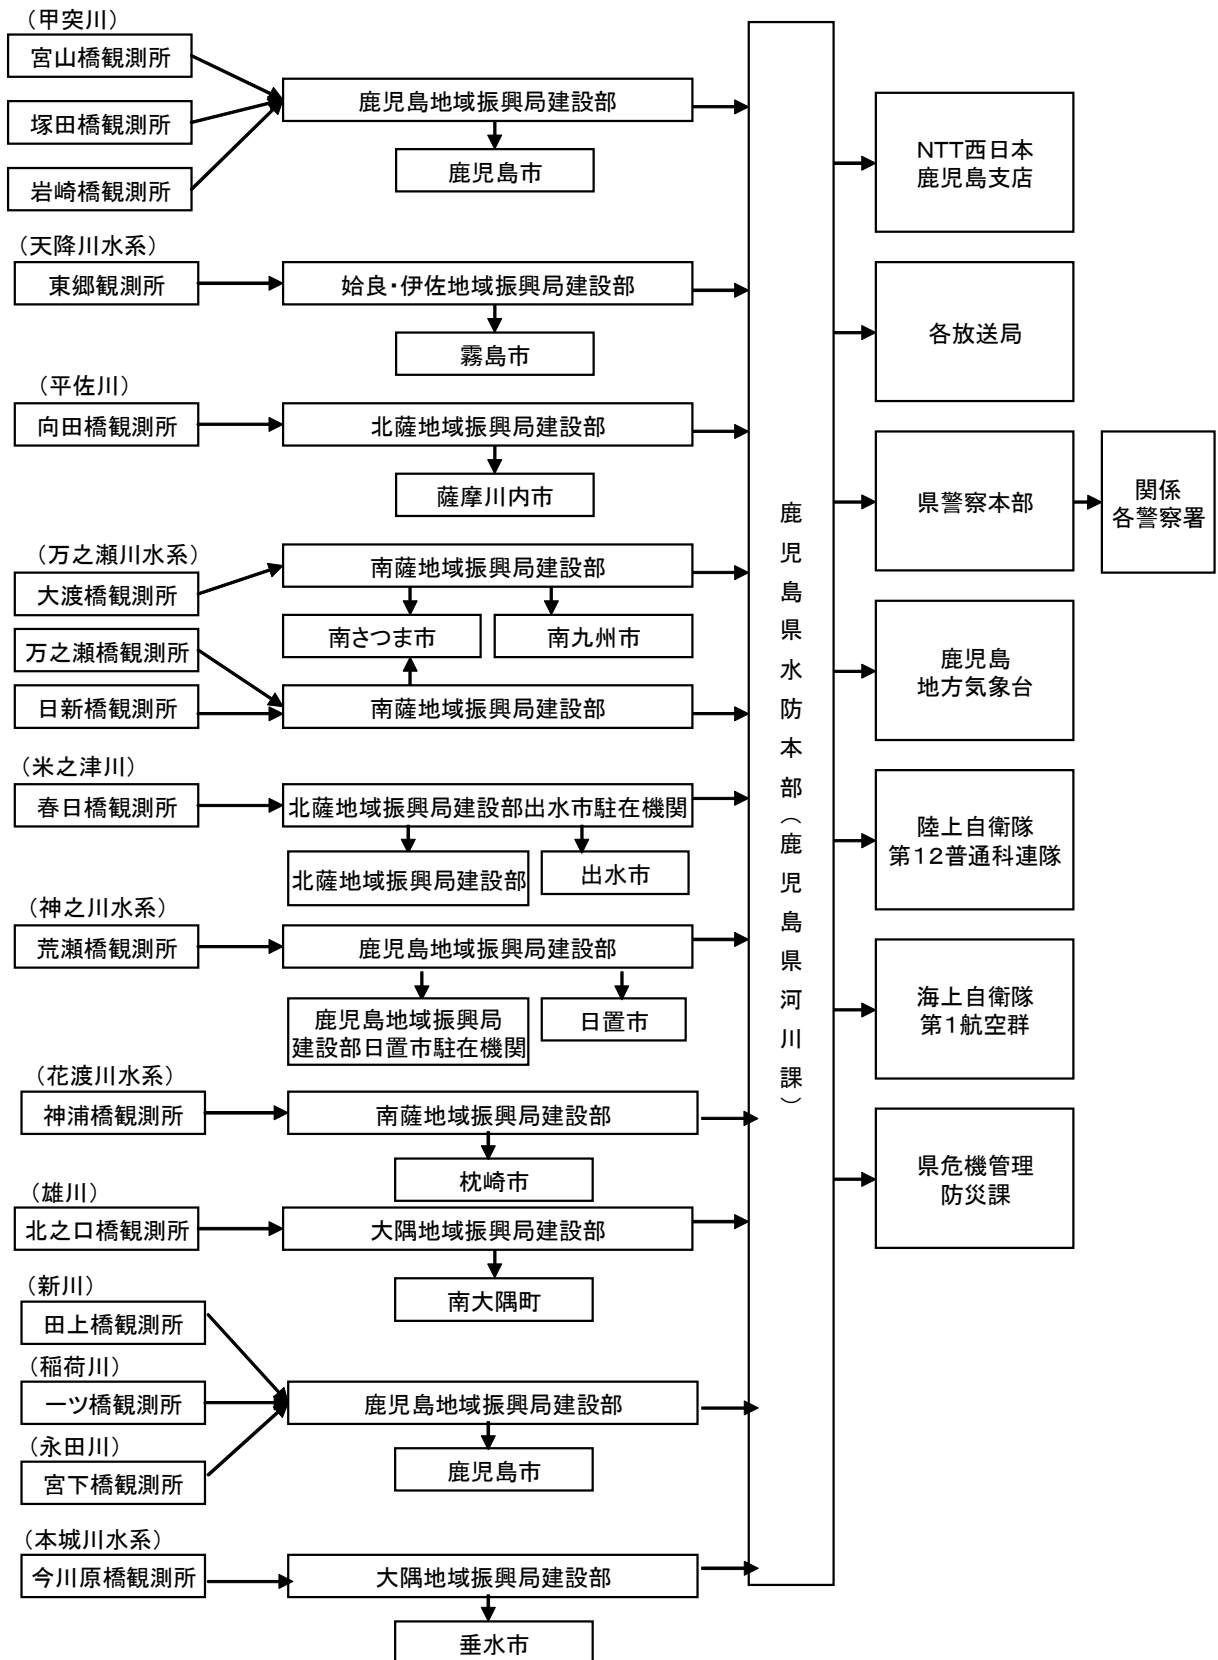 （甲突川）
宮山橋観測所
塚田橋観測所
岩崎橋観測所
鹿児島地域振興局建設部
鹿児島市
（天降川水系）
東郷観測所
姶良・伊佐地域振興局建設部
霧島市
（平佐川）
向田橋観測所
北薩地域振興局建設部
薩摩川内市
（万之瀬川水系）
大渡橋観測所
南薩地域振興局建設部
南さつま市
南九州市
万之瀬橋観測所
日新橋観測所
南薩地域振興局建設部
（米之津川）
春日橋観測所
北薩地域振興局建設部出水市駐在機関
北薩地域振興局建設部
出水市
（神之川水系）
荒瀬橋観測所
鹿児島地域振興局建設部
鹿児島地域振興局
建設部日置市駐在機関
日置市
（花渡川水系）
神浦橋観測所
南薩地域振興局建設部
枕崎市
（雄川）
北之口橋観測所
大隅地域振興局建設部
南大隅町
（新川）
田上橋観測所
（稲荷川）
一ツ橋観測所
（永田川）
宮下橋観測所
鹿児島地域振興局建設部
鹿児島市
（本城川水系）
今川原橋観測所
大隅地域振興局建設部
垂水市
鹿児島県水防本部（鹿児島県河川課）
NTT西日本
鹿児島支店
各放送局
県警察本部
関係
各警察署
鹿児島
地方気象台
陸上自衛隊
第１２普通科連隊
海上自衛隊
第１航空群
県危機管理
防災課